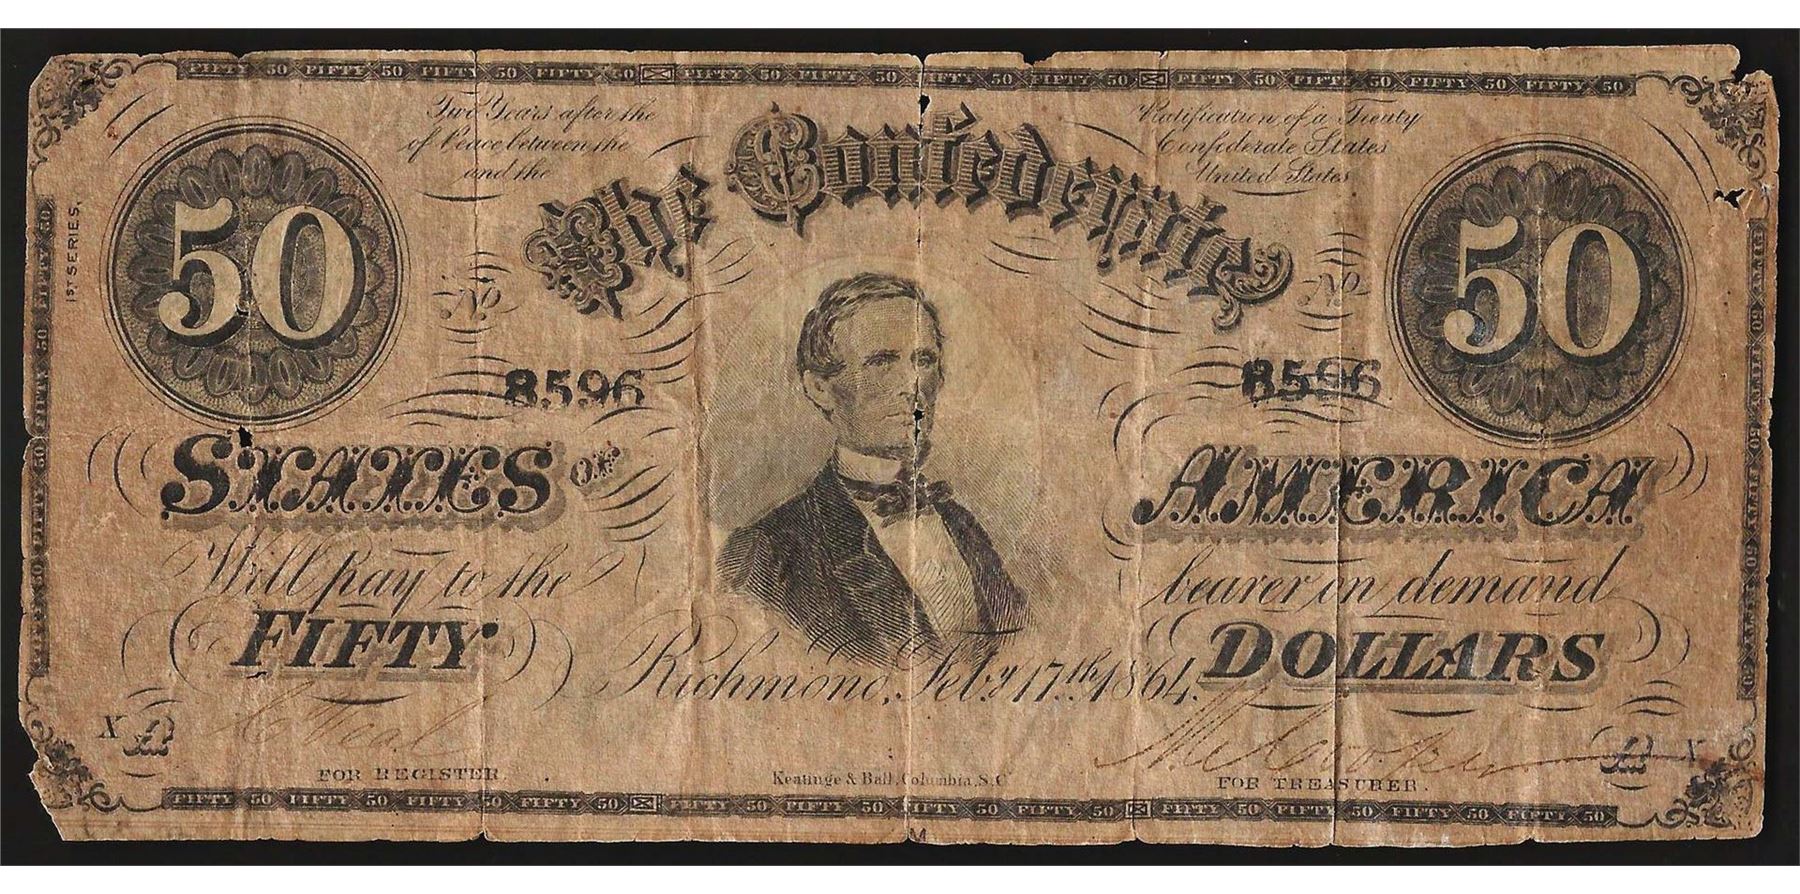 FIFTY 50 FIFTY 50 FIFTY 50 FIFTY 50 FIFTY 50 FIFTY 50 FIFTY 50 FIFTY 50 FIFTY 50 FIFTY 50 FIFTY 50 FIFTY 50
Two Years after the Ratification of a Treaty
of Peace between the Confederate States
and the United States
The Confederate
1ST SERIES.
50 50
No No
8596 8596
STATES OF AMERICA
Will pay to the bearer on demand
FIFTY DOLLARS
Richmond, Feby. 17th. 1864.
X
X
FOR REGISTER.
Keatinge & Ball, Columbia, S.C.
FOR TREASURER.
FIFTY 50 FIFTY 50 FIFTY 50 FIFTY 50 FIFTY 50 FIFTY 50 FIFTY 50 FIFTY 50 FIFTY 50 FIFTY 50 FIFTY 50 FIFTY 50
M